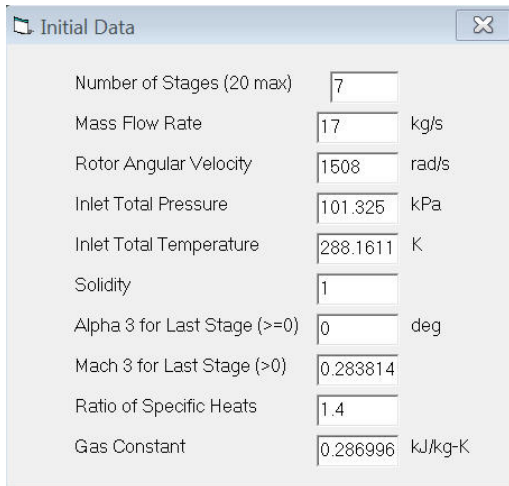 Initial Data
Number of Stages (20 max) 7
Mass Flow Rate 17 kg/s
Rotor Angular Velocity 1508 rad/s
Inlet Total Pressure 101.325 kPa
Inlet Total Temperature 288.1611 K
Solidity 1
Alpha 3 for Last Stage (>=0) 0 deg
Mach 3 for Last Stage (>0) 0.283814
Ratio of Specific Heats 1.4
Gas Constant 0.286996 kJ/kg-K